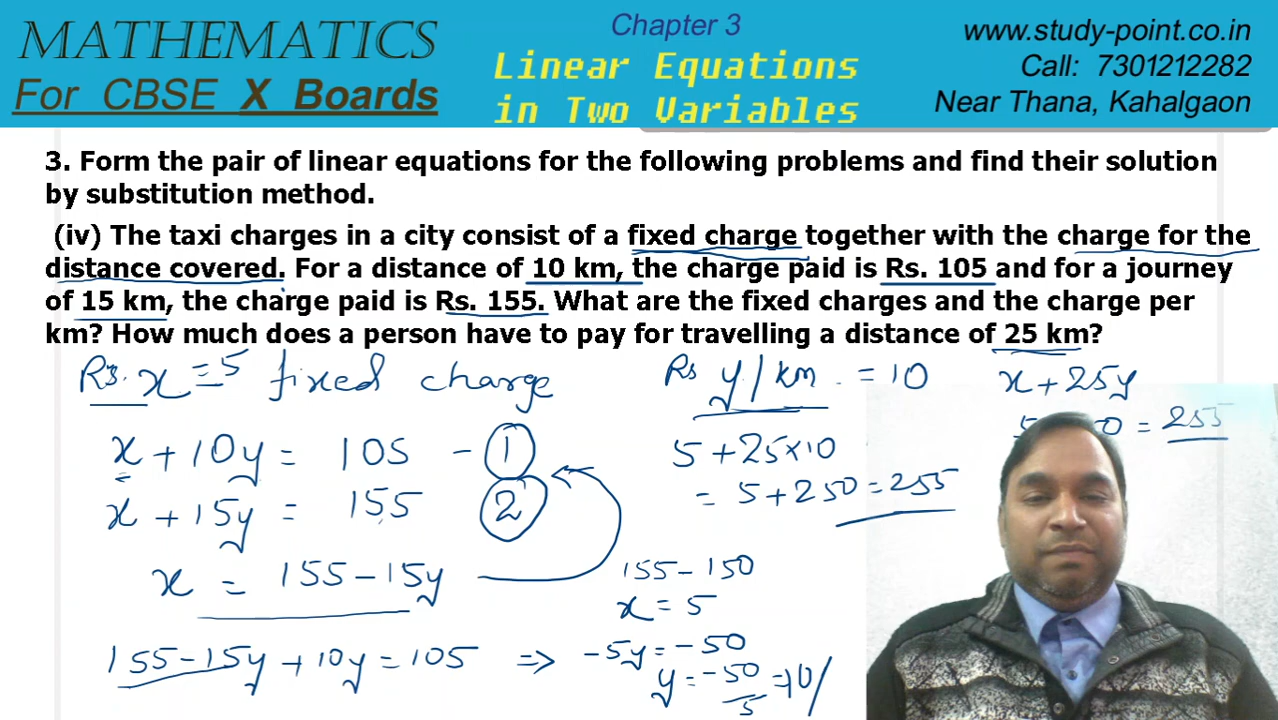 MATHEMATICS
For CBSE X Boards
Chapter 3
Linear Equations
in Two Variables
www.study-point.co.in
Call: 7301212282
Near Thana, Kahalgaon
3. Form the pair of linear equations for the following problems and find their solution
by substitution method.
(iv) The taxi charges in a city consist of a fixed charge together with the charge for the
distance covered. For a distance of 10 km, the charge paid is Rs. 105 and for a journey
of 15 km, the charge paid is Rs. 155. What are the fixed charges and the charge per
km? How much does a person have to pay for travelling a distance of 25 km?
Rs. x = 5 fixed charge
x + 10y = 105 - 1
x + 15y = 155 2
x = 155 - 15y
155 - 15y + 10y = 105 ⇒ -5y = -50
Rs y/km = 10
5 + 25×10
= 5 + 250 = 255
155 - 150
x = 5
y = -50/5 = 10/
x + 25y
= 255